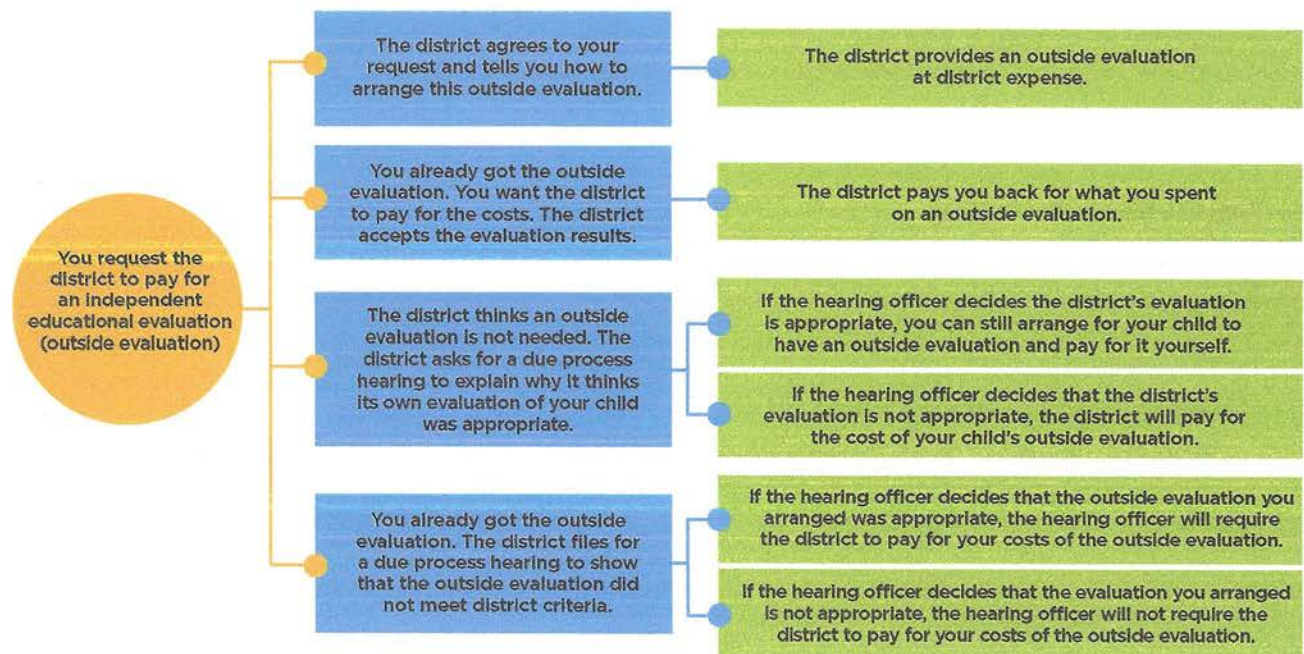 You request the
district to pay for
an independent
educational evaluation
(outside evaluation)
The district agrees to your
request and tells you how to
arrange this outside evaluation.
The district provides an outside evaluation
at district expense.
You already got the outside
evaluation. You want the district
to pay for the costs. The district
accepts the evaluation results.
The district pays you back for what you spent
on an outside evaluation.
The district thinks an outside
evaluation is not needed. The
district asks for a due process
hearing to explain why it thinks
its own evaluation of your child
was appropriate.
If the hearing officer decides the district's evaluation
is appropriate, you can still arrange for your child to
have an outside evaluation and pay for it yourself.
If the hearing officer decides that the district's
evaluation is not appropriate, the district will pay for
the cost of your child's outside evaluation.
You already got the outside
evaluation. The district files for
a due process hearing to show
that the outside evaluation did
not meet district criteria.
If the hearing officer decides that the outside evaluation you
arranged was appropriate, the hearing officer will require
the district to pay for your costs of the outside evaluation.
If the hearing officer decides that the evaluation you arranged
is not appropriate, the hearing officer will not require the
district to pay for your costs of the outside evaluation.